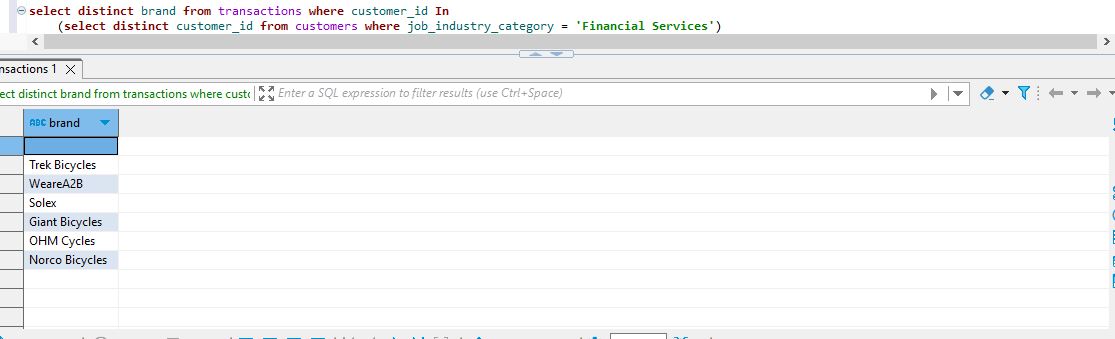 select distinct brand from transactions where customer_id In
(select distinct customer_id from customers where job_industry_category = 'Financial Services')
nsactions 1
ect distinct brand from transactions where custo
Enter a SQL expression to filter results (use Ctrl+Space)
ABC brand
Trek Bicycles
WeareA2B
Solex
Giant Bicycles
OHM Cycles
Norco Bicycles